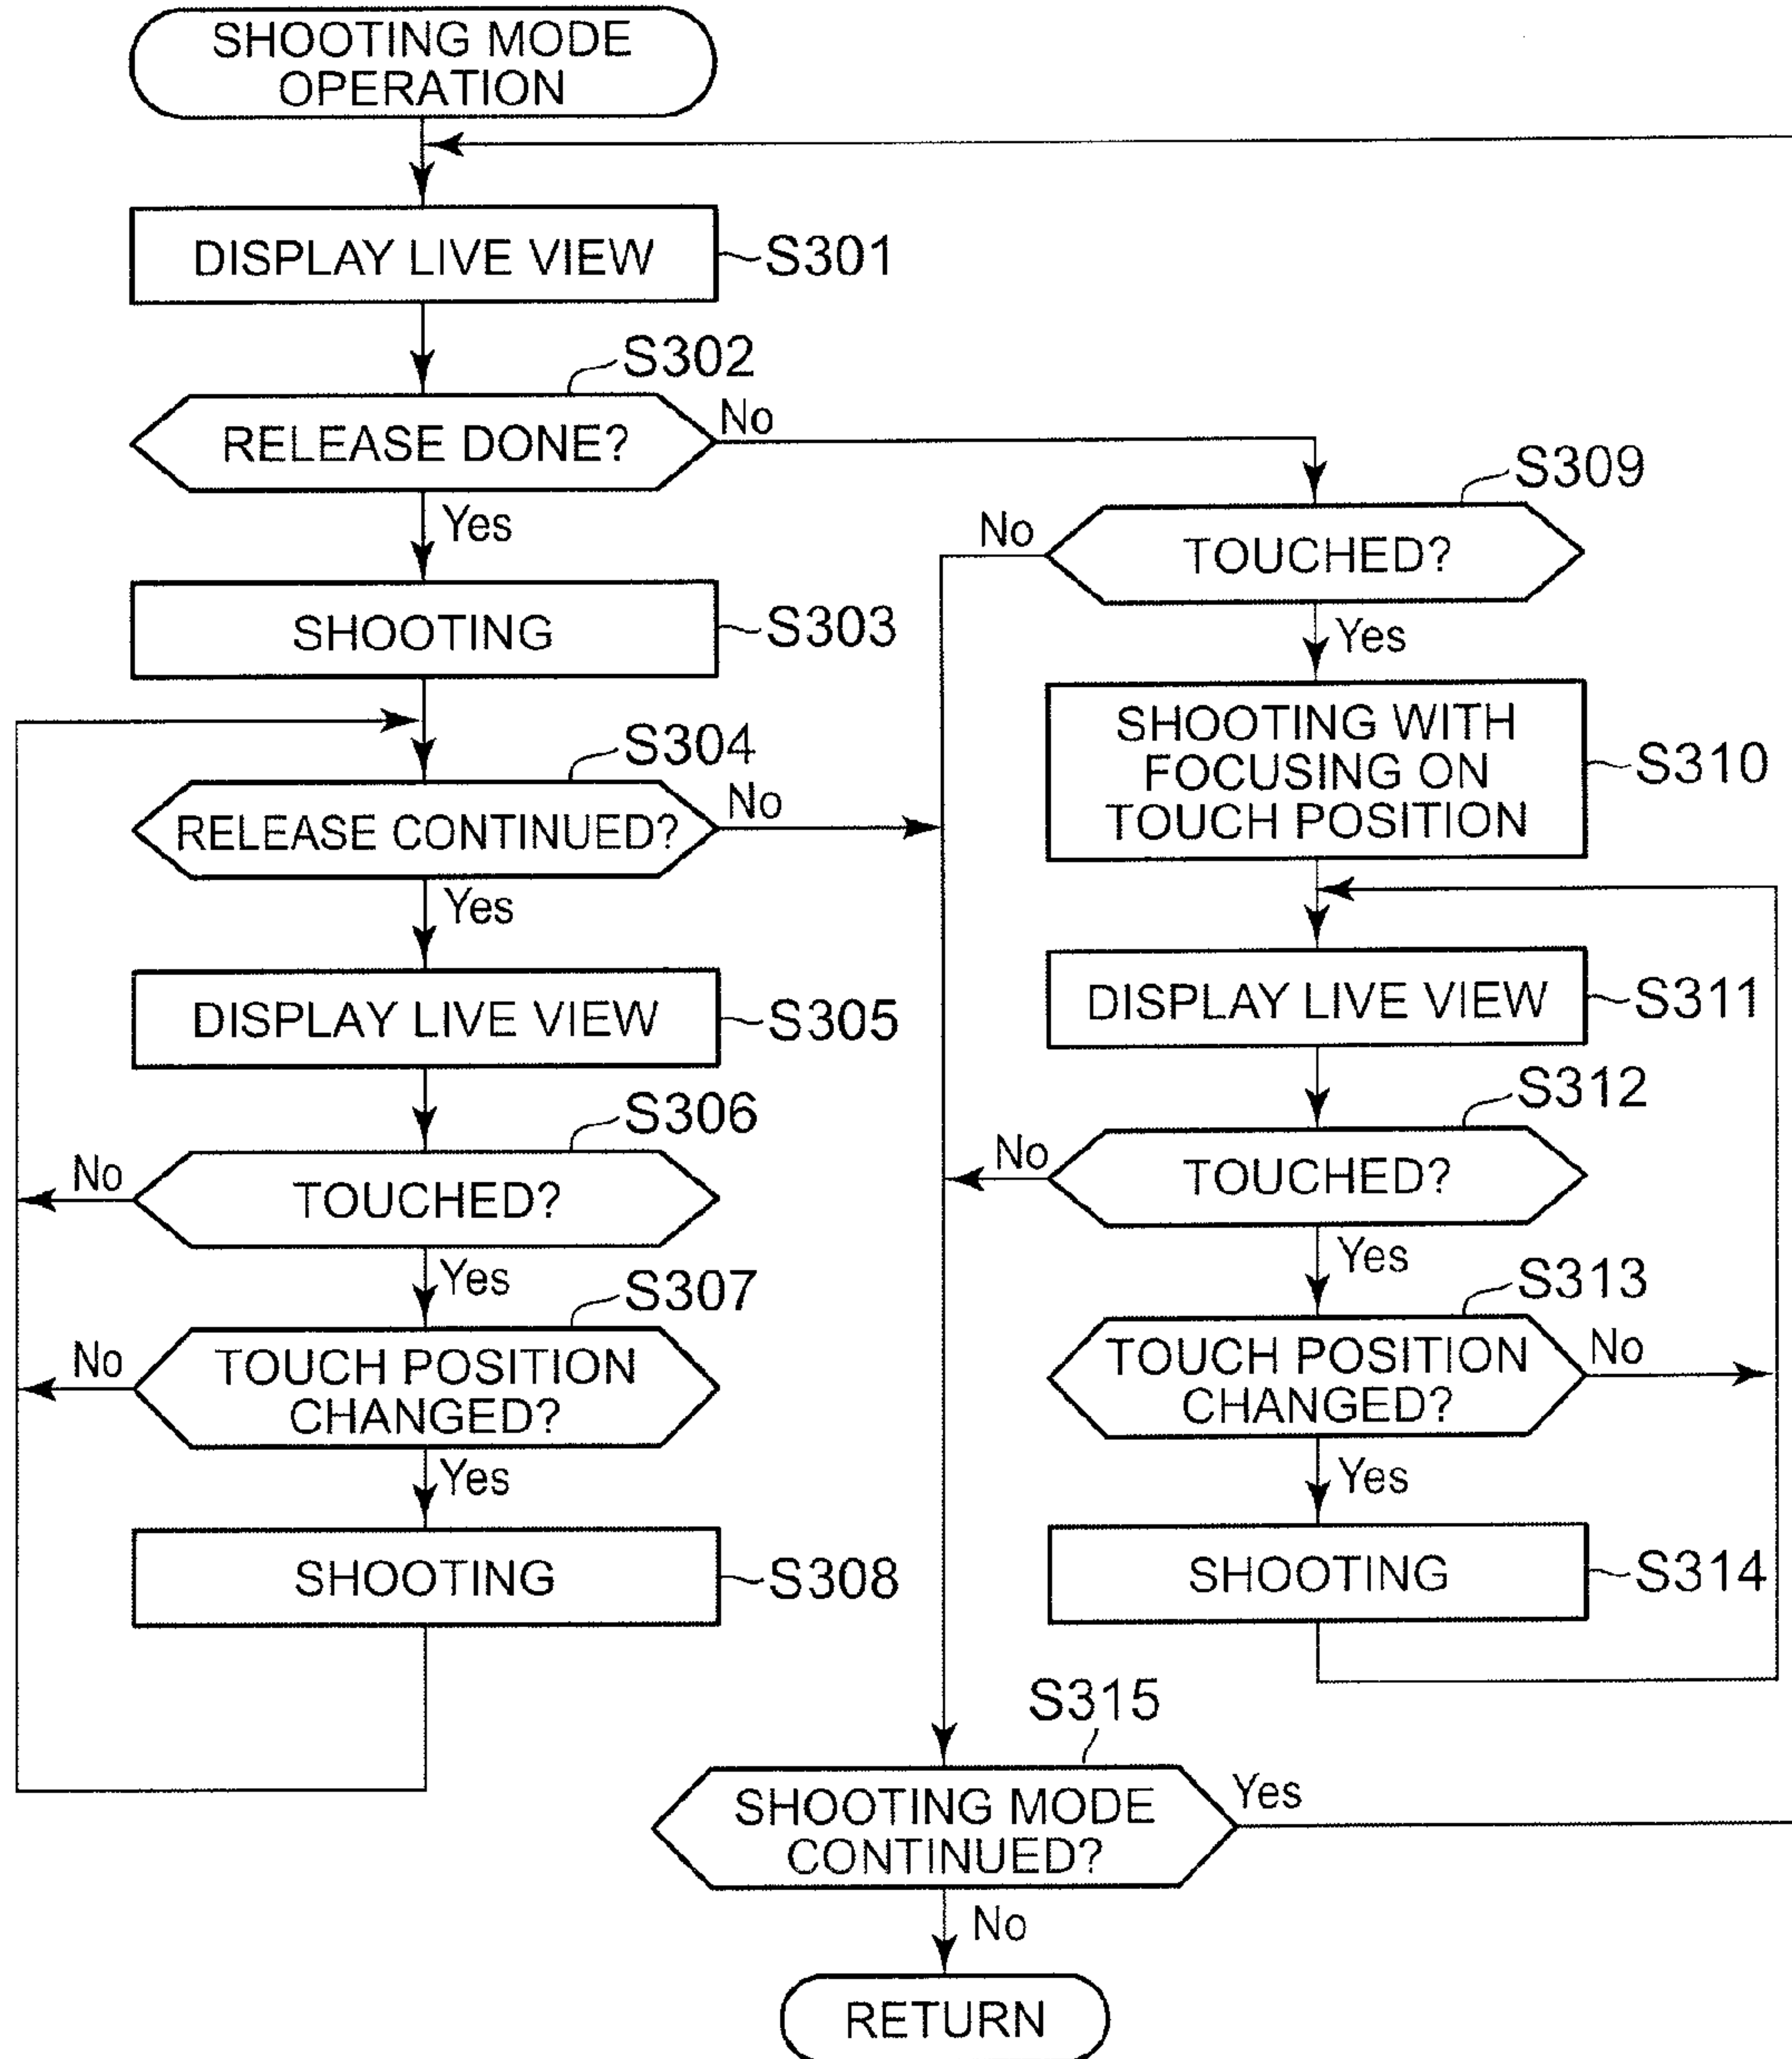 SHOOTING MODE
OPERATION
DISPLAY LIVE VIEW
S301
S302
RELEASE DONE?
No
Yes
SHOOTING
S303
S304
RELEASE CONTINUED?
No
Yes
DISPLAY LIVE VIEW
S305
S306
TOUCHED?
No
Yes
S307
TOUCH POSITION
CHANGED?
No
Yes
SHOOTING
S308
S309
TOUCHED?
No
Yes
SHOOTING WITH
FOCUSING ON
TOUCH POSITION
S310
DISPLAY LIVE VIEW
S311
S312
TOUCHED?
No
Yes
S313
TOUCH POSITION
CHANGED?
No
Yes
SHOOTING
S314
S315
SHOOTING MODE
CONTINUED?
Yes
No
RETURN